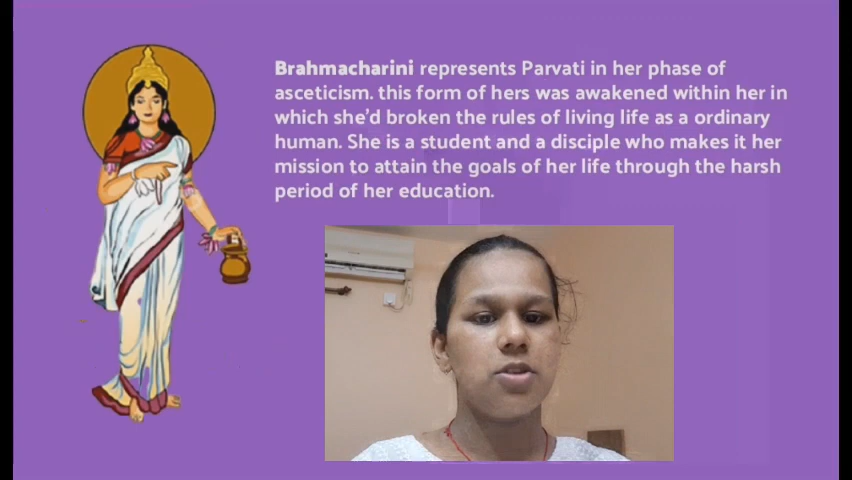 Brahmacharini represents Parvati in her phase of
asceticism. this form of hers was awakened within her in
which she'd broken the rules of living life as a ordinary
human. She is a student and a disciple who makes it her
mission to attain the goals of her life through the harsh
period of her education.